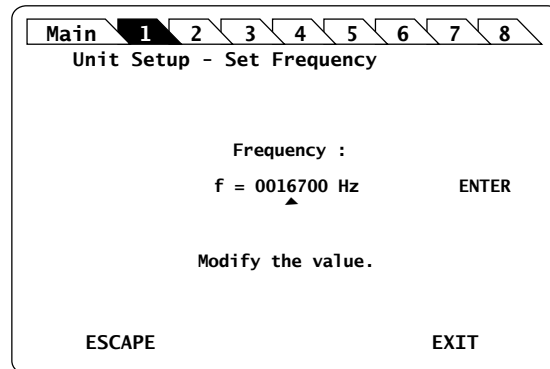 Main 1 2 3 4 5 6 7 8
Unit Setup - Set Frequency
Frequency :
f = 0016700 Hz ENTER
Modify the value.
ESCAPE EXIT